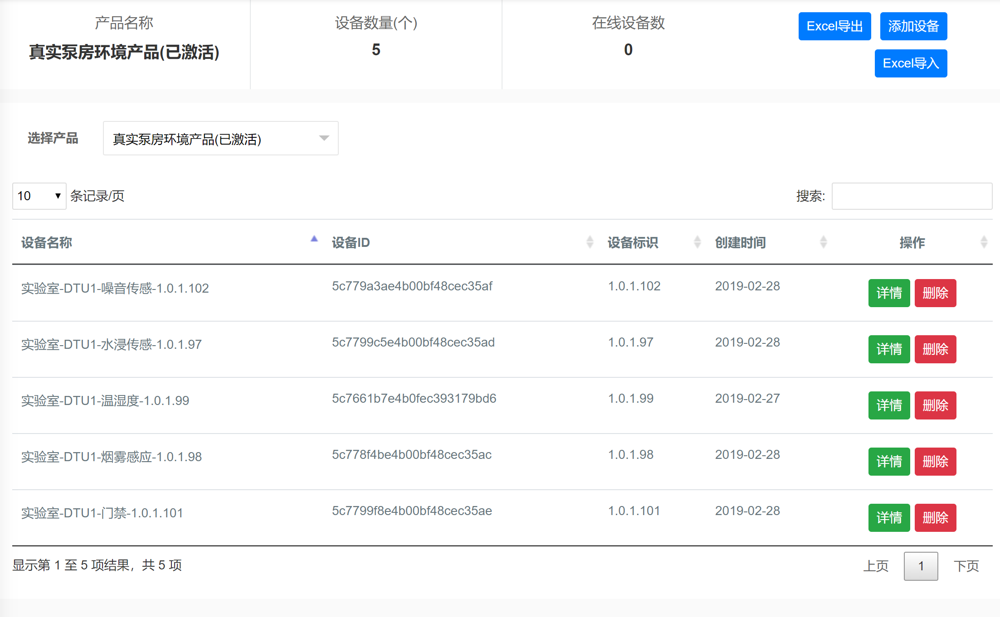 产品名称 设备数量(个) 在线设备数 Excel导出 添加设备
真实泵房环境产品(已激活) 5 0
Excel导入
选择产品 真实泵房环境产品(已激活)
10 条记录/页 搜索:
设备名称 设备ID 设备标识 创建时间 操作
实验室-DTU1-噪音传感-1.0.1.102 5c779a3ae4b00bf48cec35af 1.0.1.102 2019-02-28 详情 删除
实验室-DTU1-水浸传感-1.0.1.97 5c7799c5e4b00bf48cec35ad 1.0.1.97 2019-02-28 详情 删除
实验室-DTU1-温湿度-1.0.1.99 5c7661b7e4b0fec393179bd6 1.0.1.99 2019-02-27 详情 删除
实验室-DTU1-烟雾感应-1.0.1.98 5c778f4be4b00bf48cec35ac 1.0.1.98 2019-02-28 详情 删除
实验室-DTU1-门禁-1.0.1.101 5c7799f8e4b00bf48cec35ae 1.0.1.101 2019-02-28 详情 删除
显示第 1 至 5 项结果，共 5 项 上页 1 下页